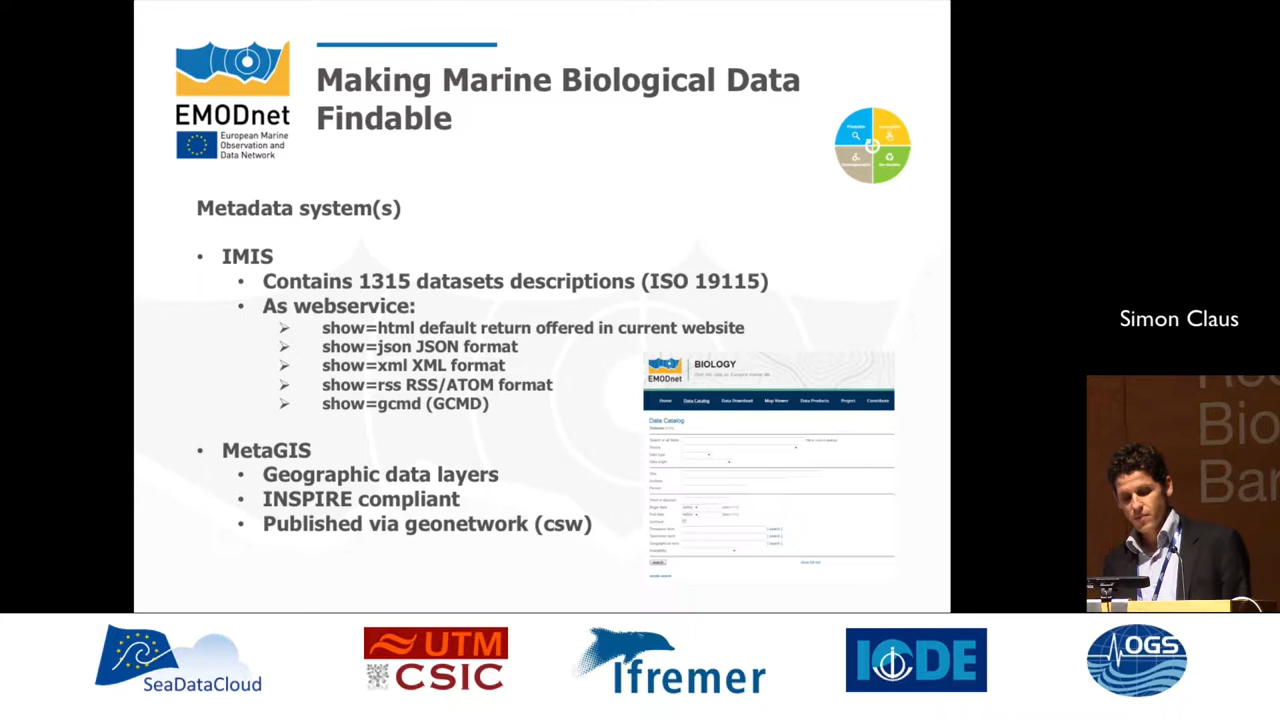 EMODnet
European Marine
Observation and
Data Network
Making Marine Biological Data
Findable
Metadata system(s)
• IMIS
• Contains 1315 datasets descriptions (ISO 19115)
• As webservice:
➢ show=html default return offered in current website
➢ show=json JSON format
➢ show=xml XML format
➢ show=rss RSS/ATOM format
➢ show=gcmd (GCMD)
• MetaGIS
• Geographic data layers
• INSPIRE compliant
• Published via geonetwork (csw)
EMODnet
BIOLOGY
Home Data Catalog Data Download Map Viewer Data Products Project Contribute
Data Catalog
Simon Claus
Bio
Bar
SeaDataCloud
UTM
CSIC
Ifremer
IODE
OGS